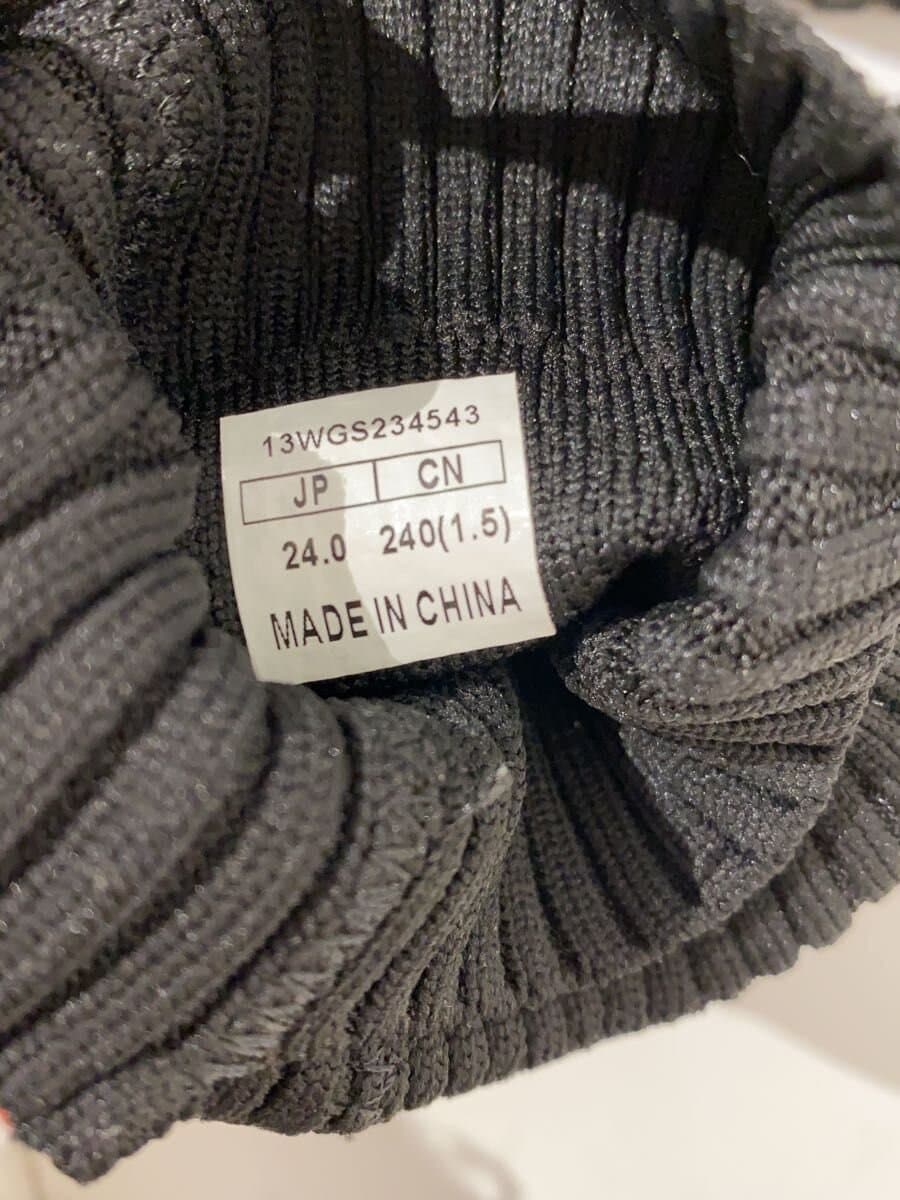 13WGS234543
JP CN
24.0 240(1.5)
MADE IN CHINA